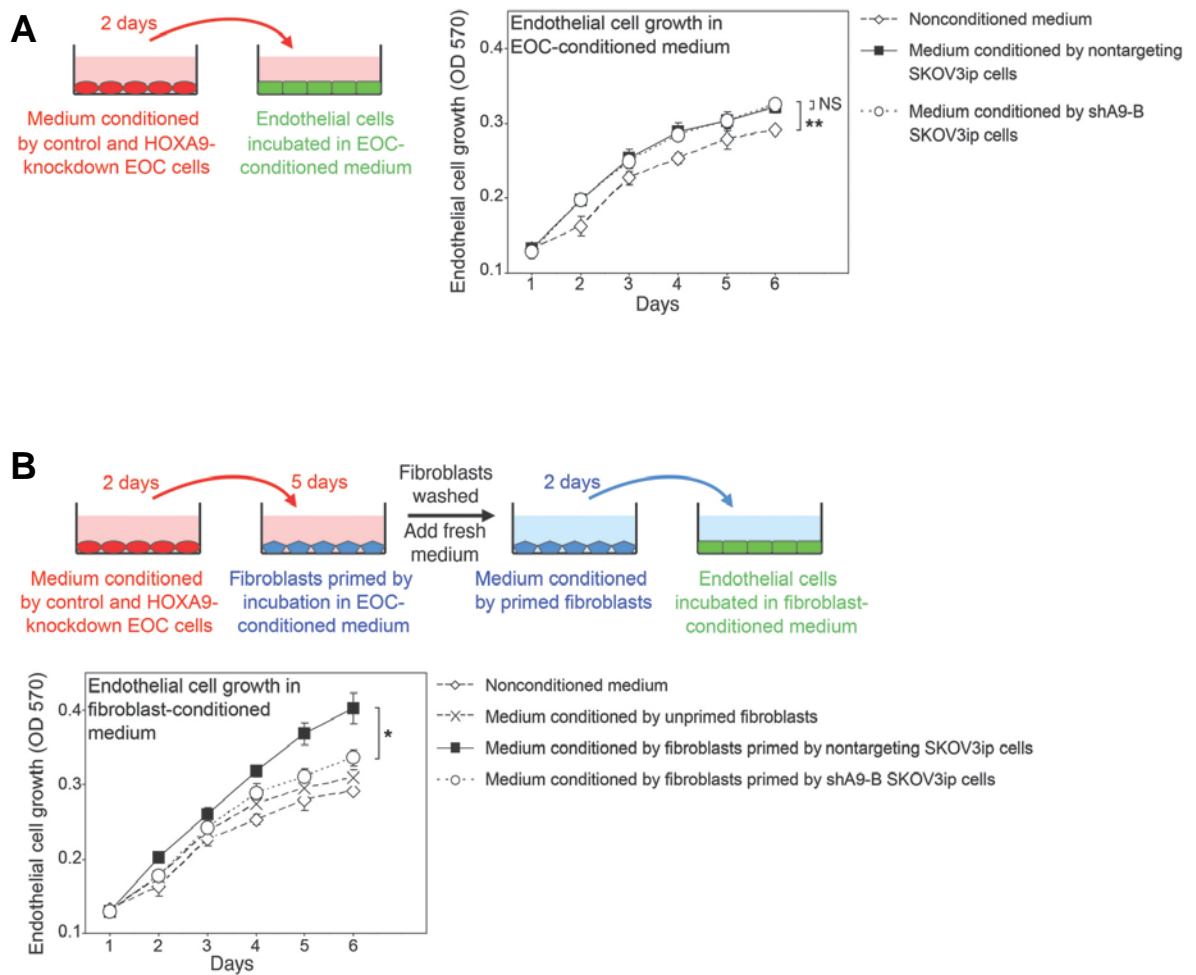 A
2 days
Medium conditioned
by control and HOXA9-
knockdown EOC cells
Endothelial cells
incubated in EOC-
conditioned medium
Endothelial cell growth (OD 570)
Endothelial cell growth in
EOC-conditioned medium
0.4
0.3
0.2
0.1
NS
**
1 2 3 4 5 6
Days
Nonconditioned medium
Medium conditioned by nontargeting
SKOV3ip cells
Medium conditioned by shA9-B
SKOV3ip cells
B
2 days
5 days
Fibroblasts
washed
Add fresh
medium
2 days
Medium conditioned
by control and HOXA9-
knockdown EOC cells
Fibroblasts primed by
incubation in EOC-
conditioned medium
Medium conditioned
by primed fibroblasts
Endothelial cells
incubated in fibroblast-
conditioned medium
Endothelial cell growth (OD 570)
Endothelial cell growth in
fibroblast-conditioned
medium
0.4
0.3
0.2
0.1
*
1 2 3 4 5 6
Days
Nonconditioned medium
Medium conditioned by unprimed fibroblasts
Medium conditioned by fibroblasts primed by nontargeting SKOV3ip cells
Medium conditioned by fibroblasts primed by shA9-B SKOV3ip cells